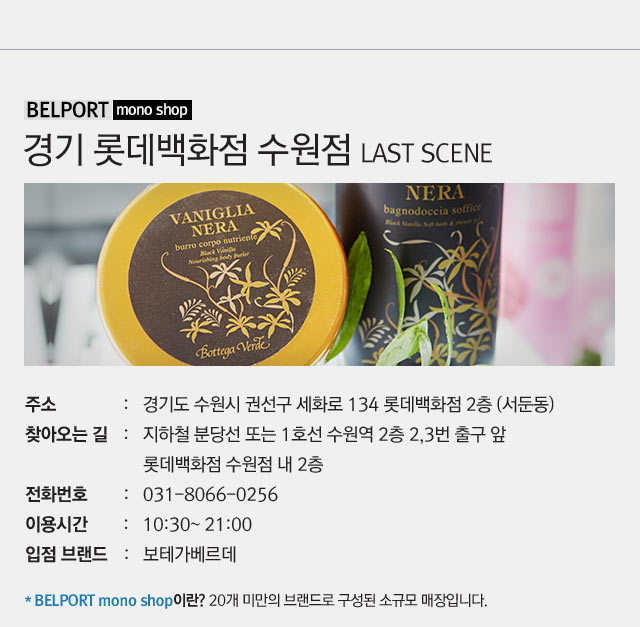 BELPORT mono shop
경기 롯데백화점 수원점 LAST SCENE
VANIGLIA
NERA
burro corpo nutriente
Black Vanilla
Nourishing body butter
Bottega Verde
NERA
bagnodoccia soffice
Black Vanilla Soft bath & shower
주소 : 경기도 수원시 권선구 세화로 134 롯데백화점 2층 (서둔동)
찾아오는 길 : 지하철 분당선 또는 1호선 수원역 2층 2,3번 출구 앞
롯데백화점 수원점 내 2층
전화번호 : 031-8066-0256
이용시간 : 10:30~ 21:00
입점 브랜드 : 보테가베르데
* BELPORT mono shop이란? 20개 미만의 브랜드로 구성된 소규모 매장입니다.